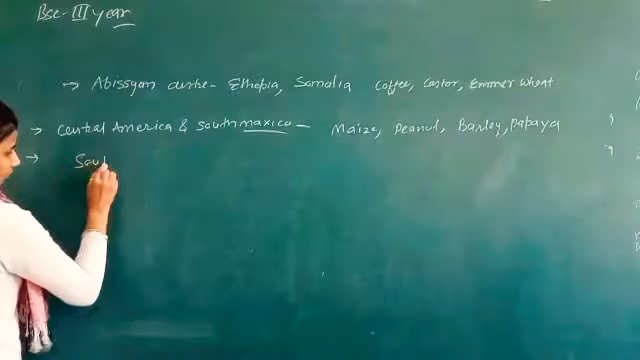 Bsc-III year
→ Abissyan centre- Ethiopia, Somalia Coffee, Castor, Emmer wheat
→ Central America & South maxico - Maize, Peanut, Barley, Papaya
→ Sou